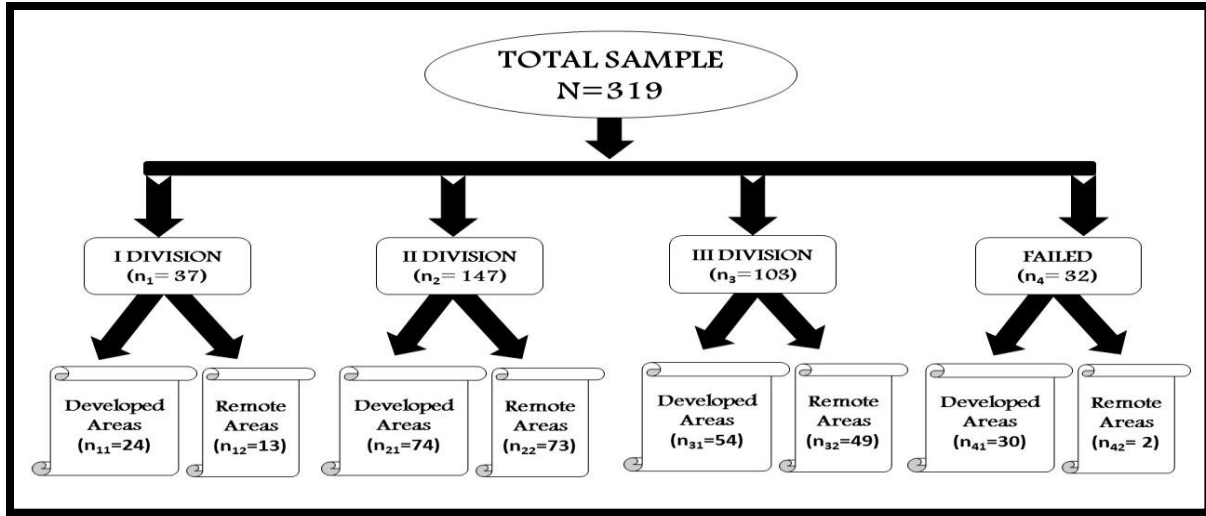 TOTAL SAMPLE
N=319
I DIVISION
(n₁= 37)
II DIVISION
(n₂= 147)
III DIVISION
(n₃= 103)
FAILED
(n₄= 32)
Developed
Areas
(n₁₁=24)
Remote
Areas
(n₁₂=13)
Developed
Areas
(n₂₁=74)
Remote
Areas
(n₂₂=73)
Developed
Areas
(n₃₁=54)
Remote
Areas
(n₃₂=49)
Developed
Areas
(n₄₁=30)
Remote
Areas
(n₄₂= 2)